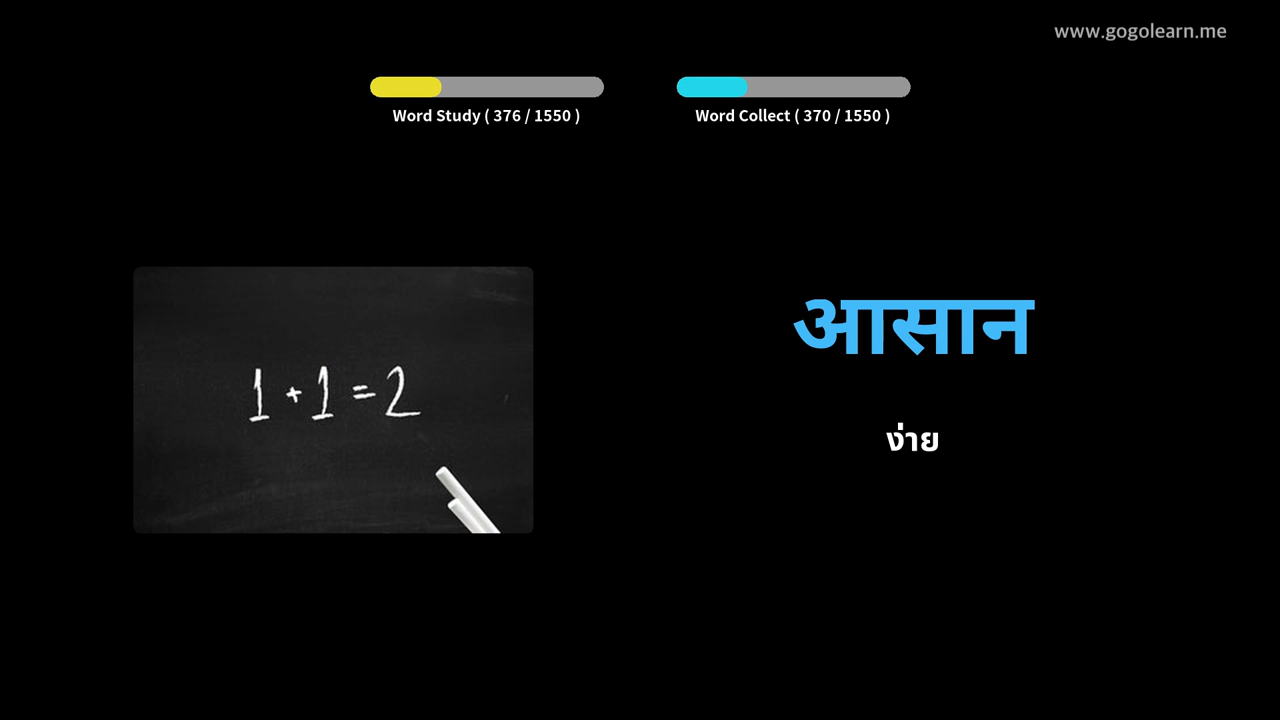 www.gogolearn.me
Word Study ( 376 / 1550 )
Word Collect ( 370 / 1550 )
1 + 1 = 2
आसान
ง่าย